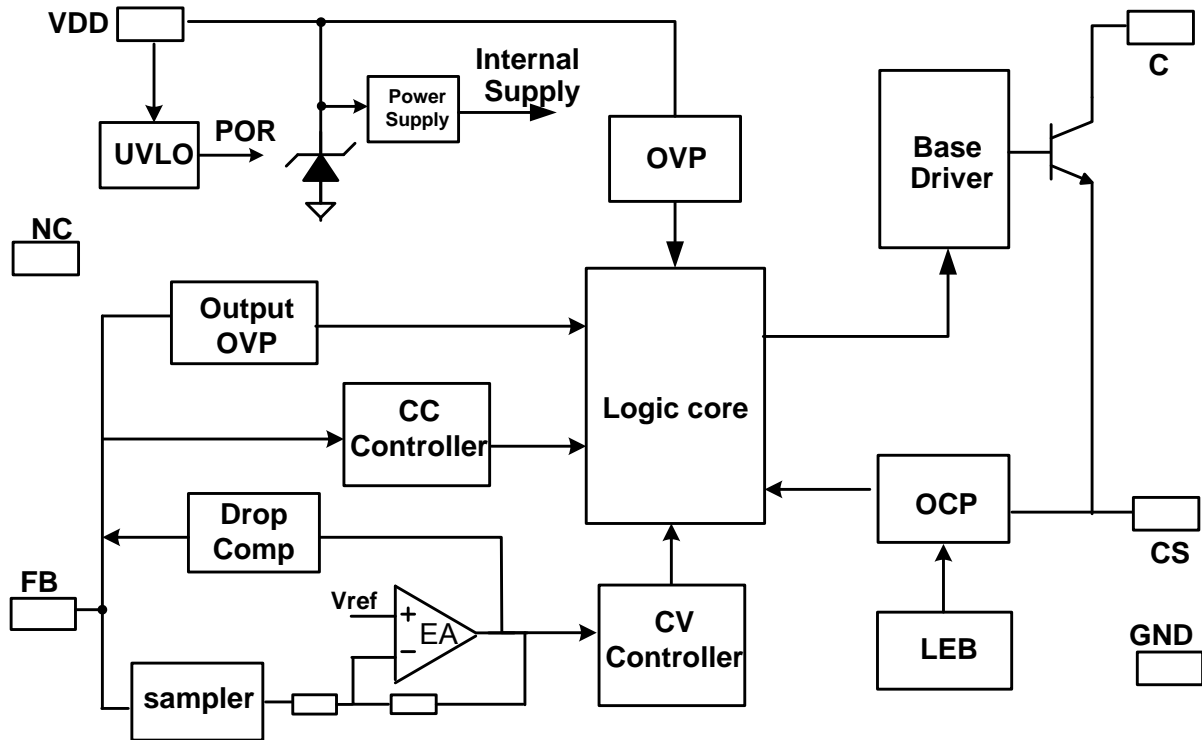 VDD
C
Internal
Supply
Power
Supply
POR
UVLO
OVP
Base
Driver
NC
Output
OVP
CC
Controller
Logic core
Drop
Comp
OCP
CS
FB
Vref
+
EA
−
CV
Controller
LEB
GND
sampler